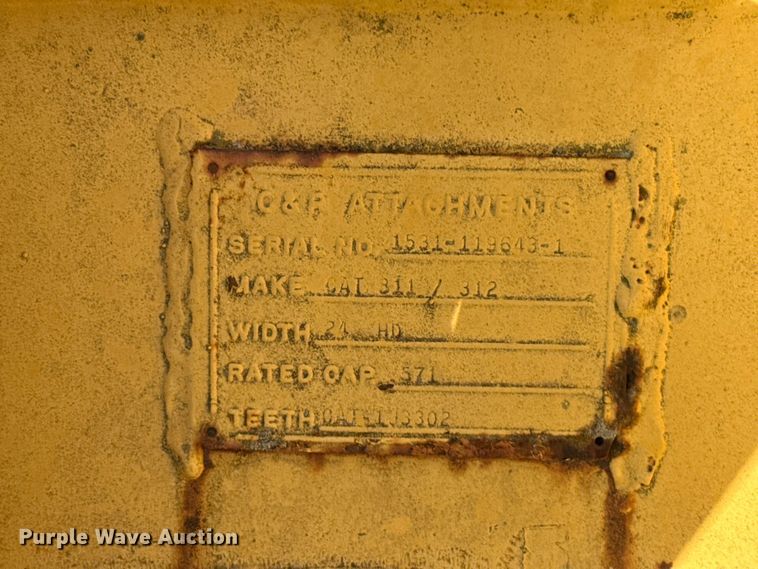 ATTACHMENTS
SERIAL NO. 1531-119643-1
MAKE CAT 311 / 312
WIDTH 24 HD
RATED CAP. .571
TEETH CAT
Purple Wave Auction